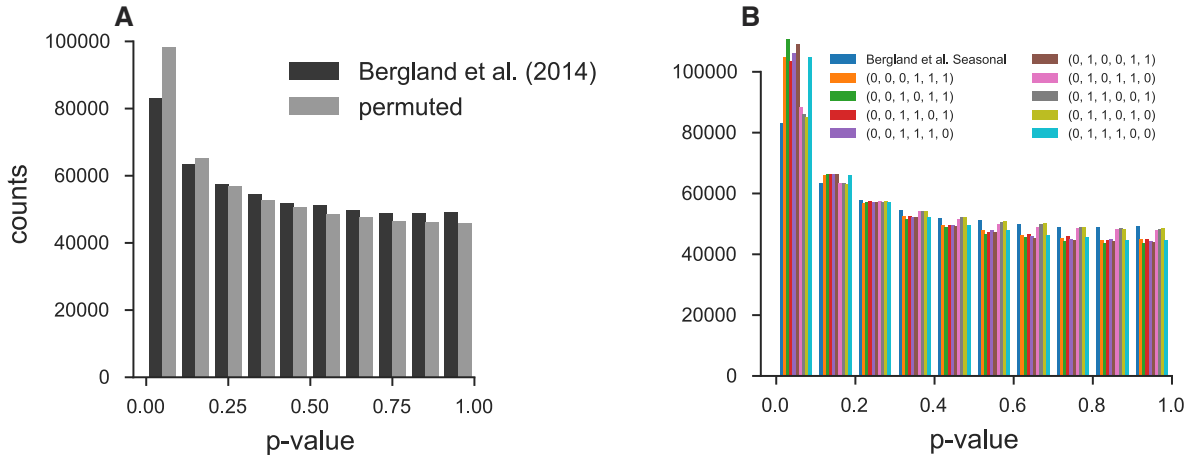 A
100000
80000
60000
40000
20000
0
counts
0.00
0.25
0.50
0.75
1.00
p-value
Bergland et al. (2014)
permuted
B
100000
80000
60000
40000
20000
0
0.0
0.2
0.4
0.6
0.8
1.0
p-value
Bergland et al. Seasonal
(0, 0, 0, 1, 1, 1)
(0, 0, 1, 0, 1, 1)
(0, 0, 1, 1, 0, 1)
(0, 0, 1, 1, 1, 0)
(0, 1, 0, 0, 1, 1)
(0, 1, 0, 1, 1, 0)
(0, 1, 1, 0, 0, 1)
(0, 1, 1, 0, 1, 0)
(0, 1, 1, 1, 0, 0)